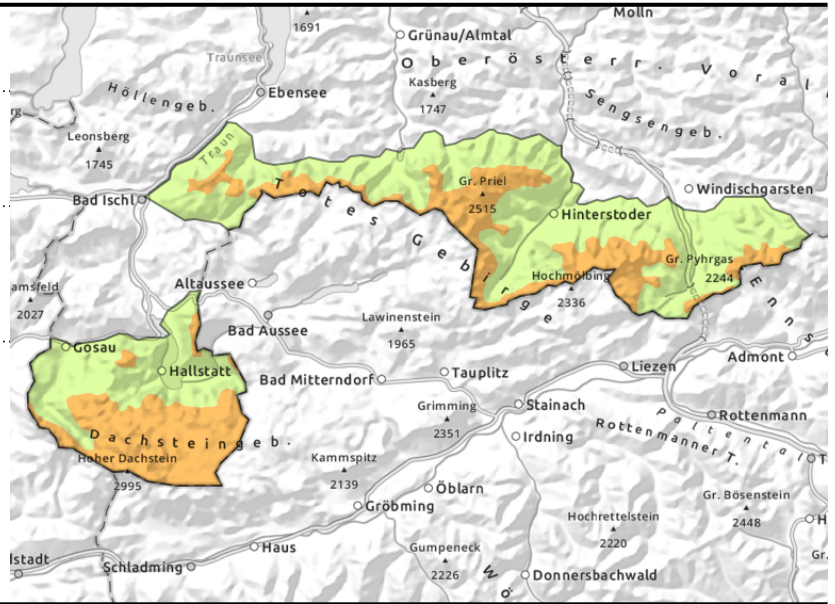 Molln
1691
Grünau/Almtal
Traunsee
Oberösterr. Voral
Kasberg
1747
Höllengeb.
Ebensee
Sengsengeb.
rg
Leonsberg
1745
Traun
Bad Ischl
Totes Gebirge
Gr. Priel
2515
Windischgarsten
Hinterstoder
Gr. Pyhrgas
2244
Hochmölbing
2336
Enns
amsfeld
2027
Altaussee
Bad Aussee
Lawinenstein
1965
Gosau
Hallstatt
Bad Mitterndorf
Tauplitz
Liezen
Admont
Grimming
2351
Stainach
Irdning
Rottenmann
Paltental
Rottenmanner T.
T
Dachsteingeb.
Hoher Dachstein
2995
Kammspitz
2139
Öblarn
Gröbming
Gr. Bösenstein
2448
Hochrettelstein
2220
H
Haus
Gumpeneck
2226
Gr.
lstadt
Schladming
Wö
Donnersbachwald